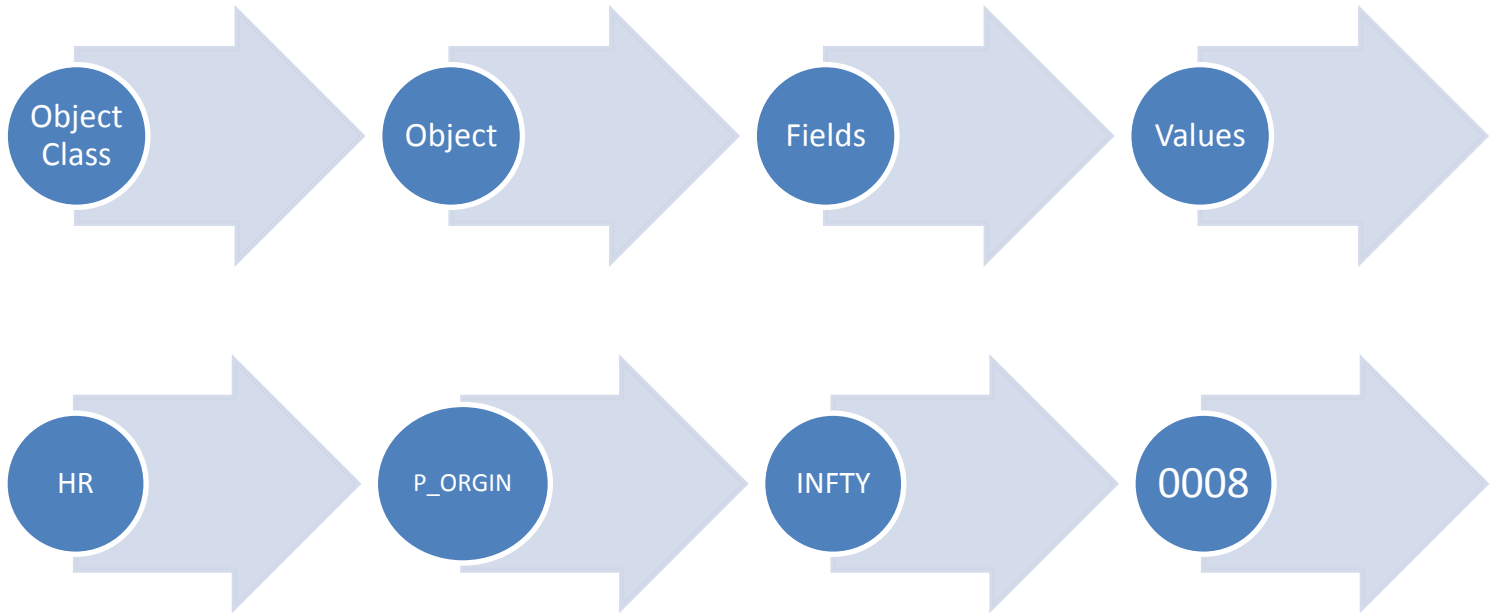 Object
Class
Object
Fields
Values
HR
P_ORGIN
INFTY
0008